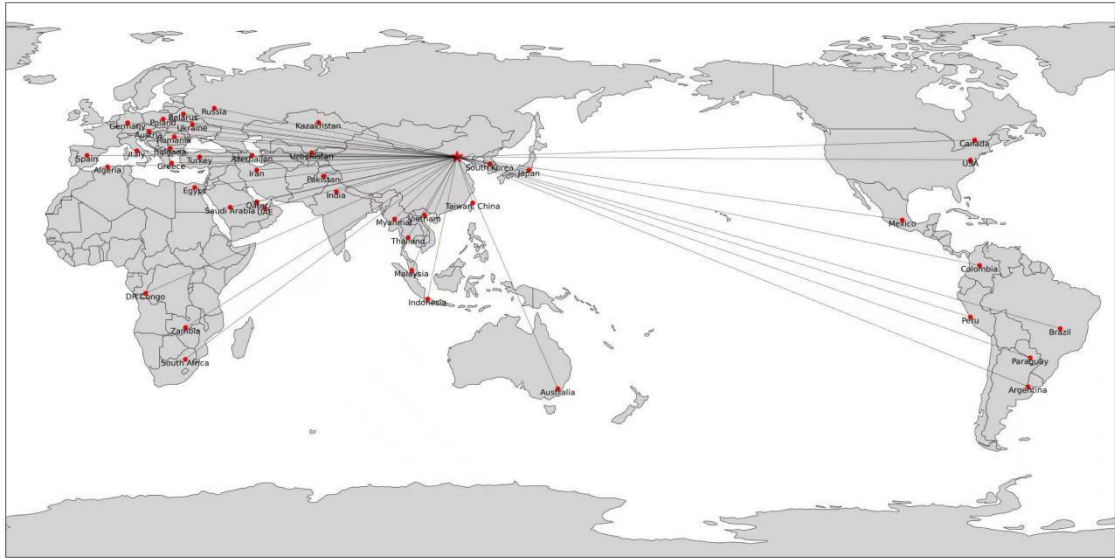 Russia
Belarus
Poland
Germany
Ukraine
Kazakhstan
Austria
Romania
Canada
Italy
Bulgaria
Uzbekistan
Spain
Turkey
Azerbaijan
USA
Greece
South Korea
Algeria
Iran
Japan
Pakistan
Egypt
India
Qatar
Taiwan, China
Saudi Arabia
UAE
Myanmar
Vietnam
Mexico
Thailand
Colombia
Malaysia
DR Congo
Indonesia
Peru
Zambia
Brazil
South Africa
Paraguay
Argentina
Australia